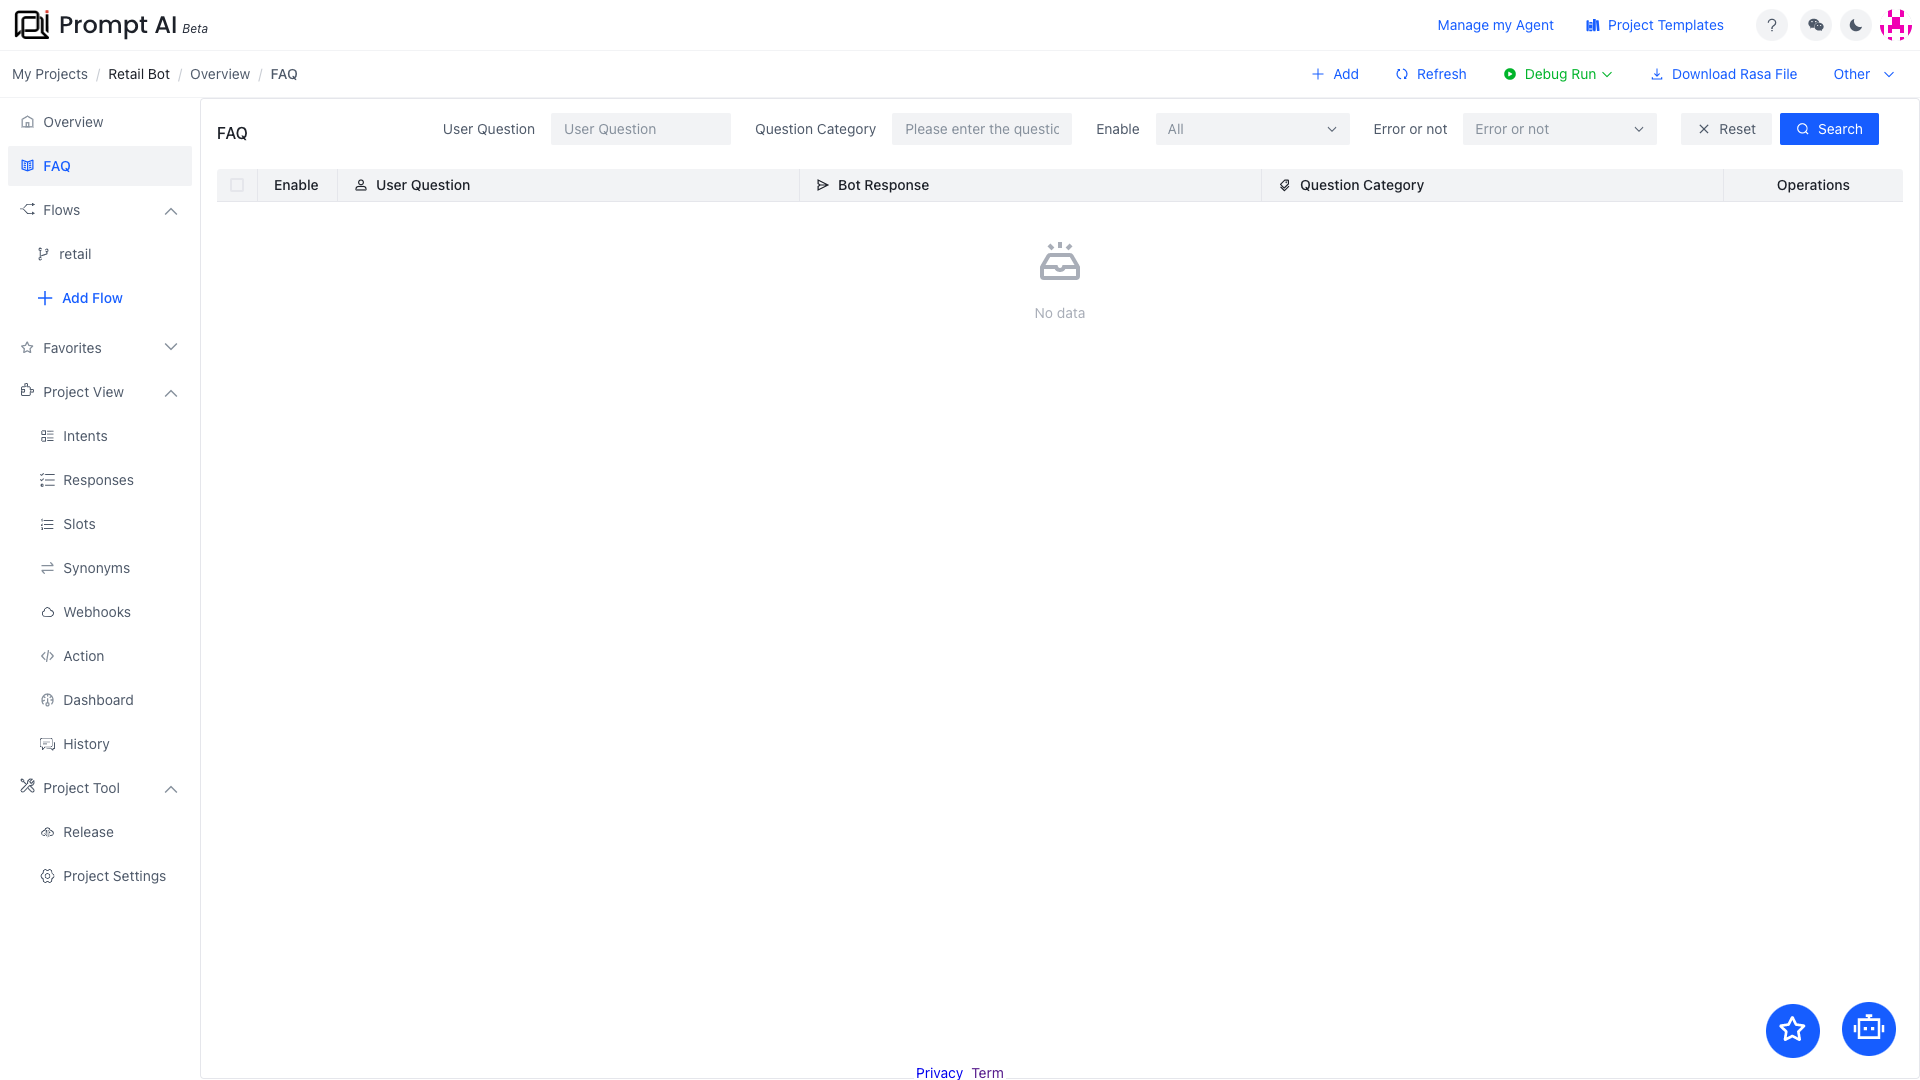 Prompt AI Beta
Manage my Agent
Project Templates
My Projects / Retail Bot / Overview / FAQ
Add
Refresh
Debug Run
Download Rasa File
Other
Overview
FAQ
Flows
retail
Add Flow
Favorites
Project View
Intents
Responses
Slots
Synonyms
Webhooks
Action
Dashboard
History
Project Tool
Release
Project Settings
FAQ
User Question User Question
Question Category Please enter the questic
Enable All
Error or not Error or not
Reset
Search
Enable User Question Bot Response Question Category Operations
No data
Privacy Term